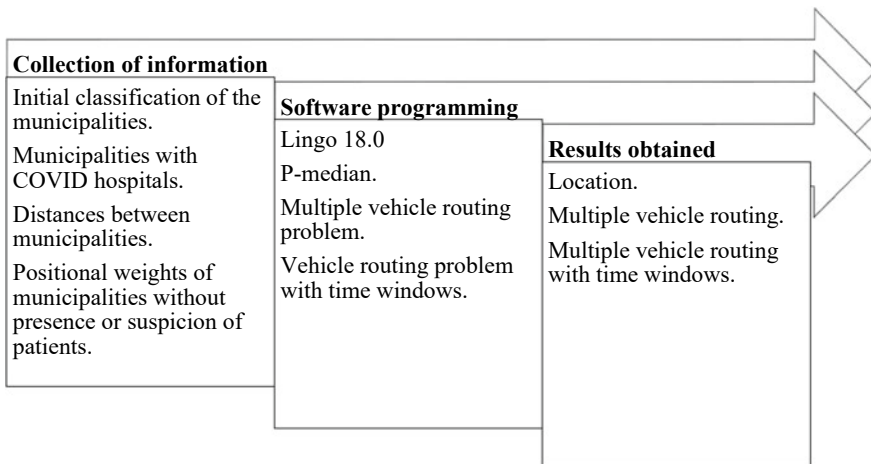 Collection of information
Initial classification of the
municipalities.
Municipalities with
COVID hospitals.
Distances between
municipalities.
Positional weights of
municipalities without
presence or suspicion of
patients.
Software programming
Lingo 18.0
P-median.
Multiple vehicle routing
problem.
Vehicle routing problem
with time windows.
Results obtained
Location.
Multiple vehicle routing.
Multiple vehicle routing
with time windows.